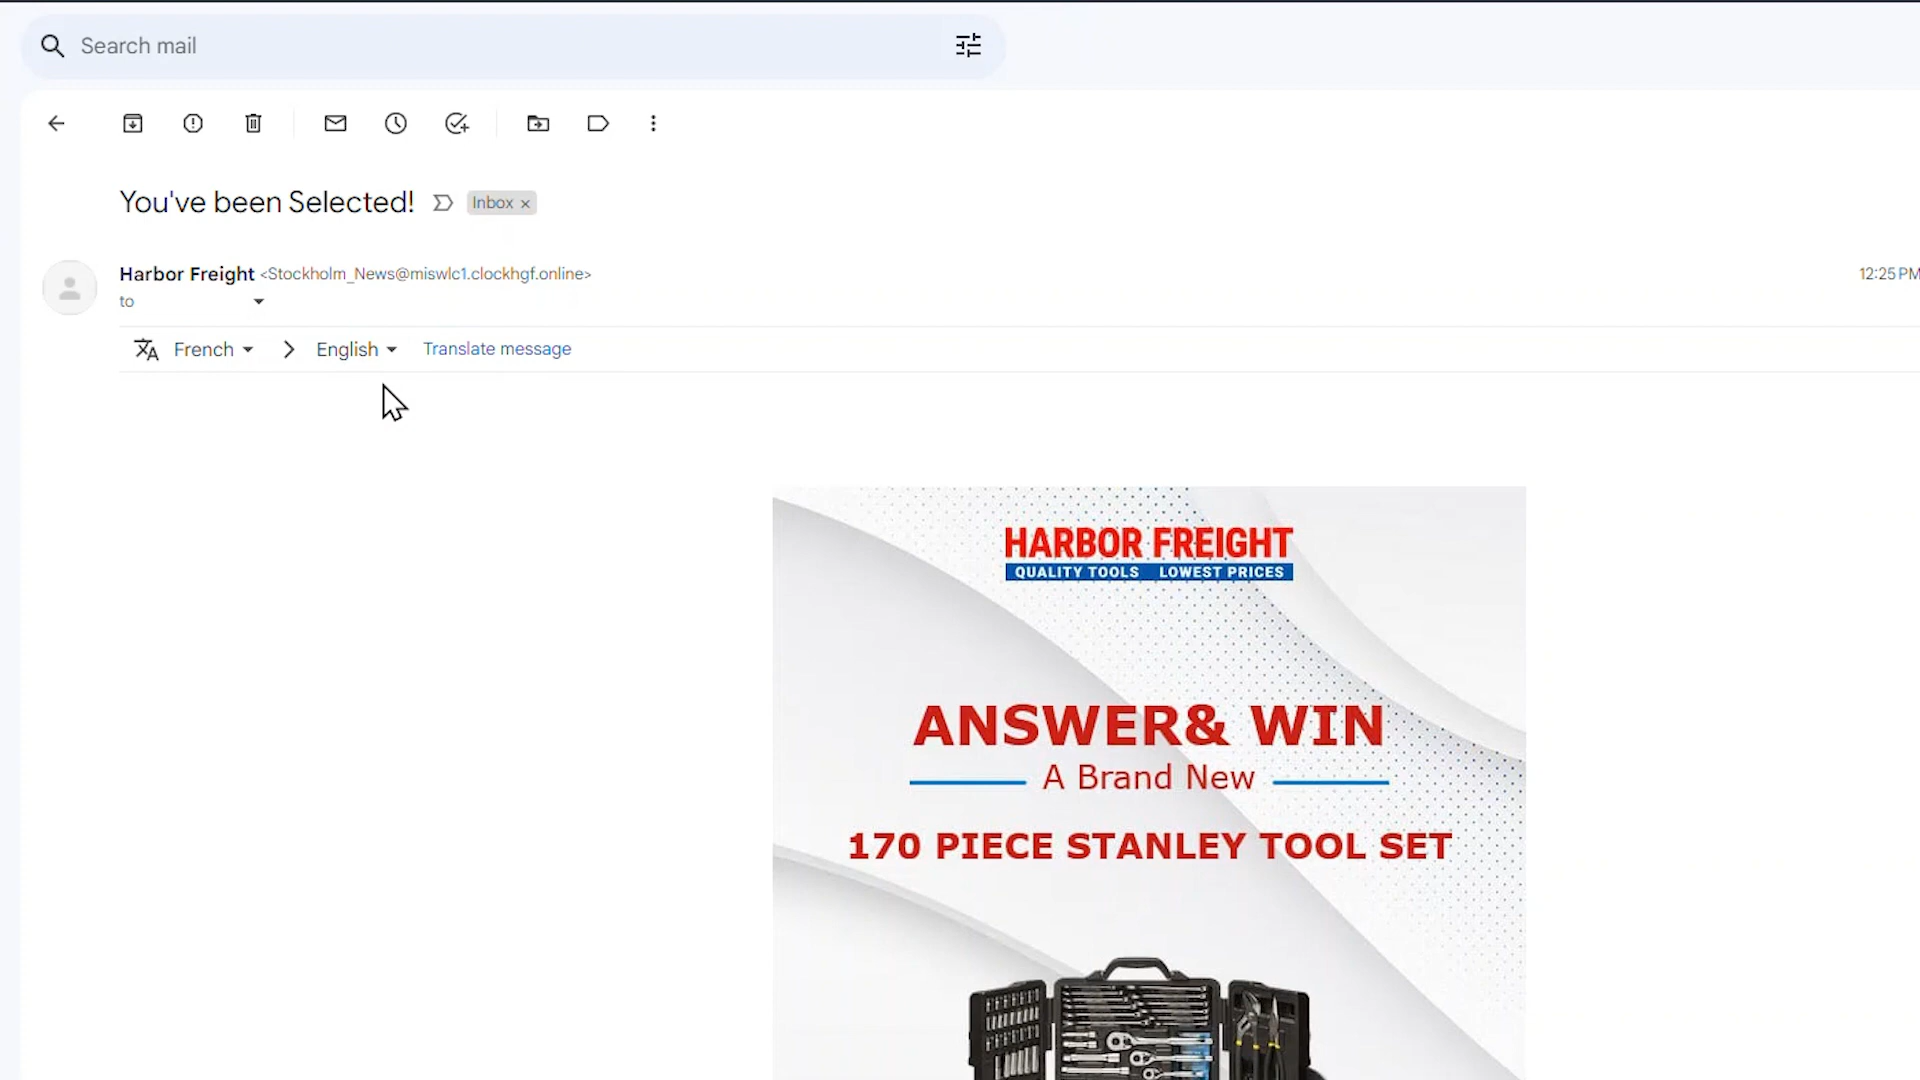 Search mail
You've been Selected!
Inbox ×
Harbor Freight <Stockholm_News@miswlc1.clockhgf.online>
12:25 PM
to
French
English
Translate message
HARBOR FREIGHT
QUALITY TOOLS LOWEST PRICES
ANSWER& WIN
A Brand New
170 PIECE STANLEY TOOL SET